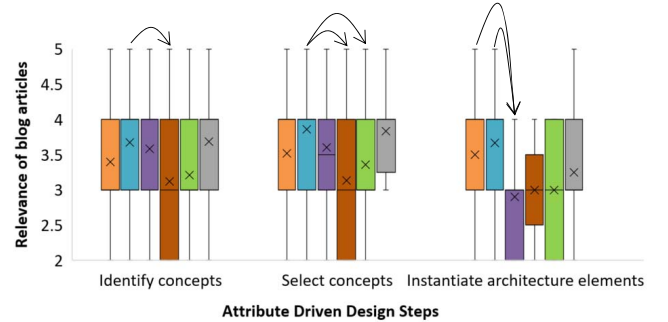 Relevance of blog articles
5
4.5
4
3.5
3
2.5
2
Identify concepts
Select concepts
Instantiate architecture elements
Attribute Driven Design Steps